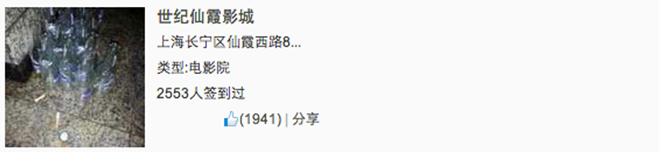 世纪仙霞影城
上海长宁区仙霞西路8...
类型:电影院
2553人签到过
(1941) | 分享